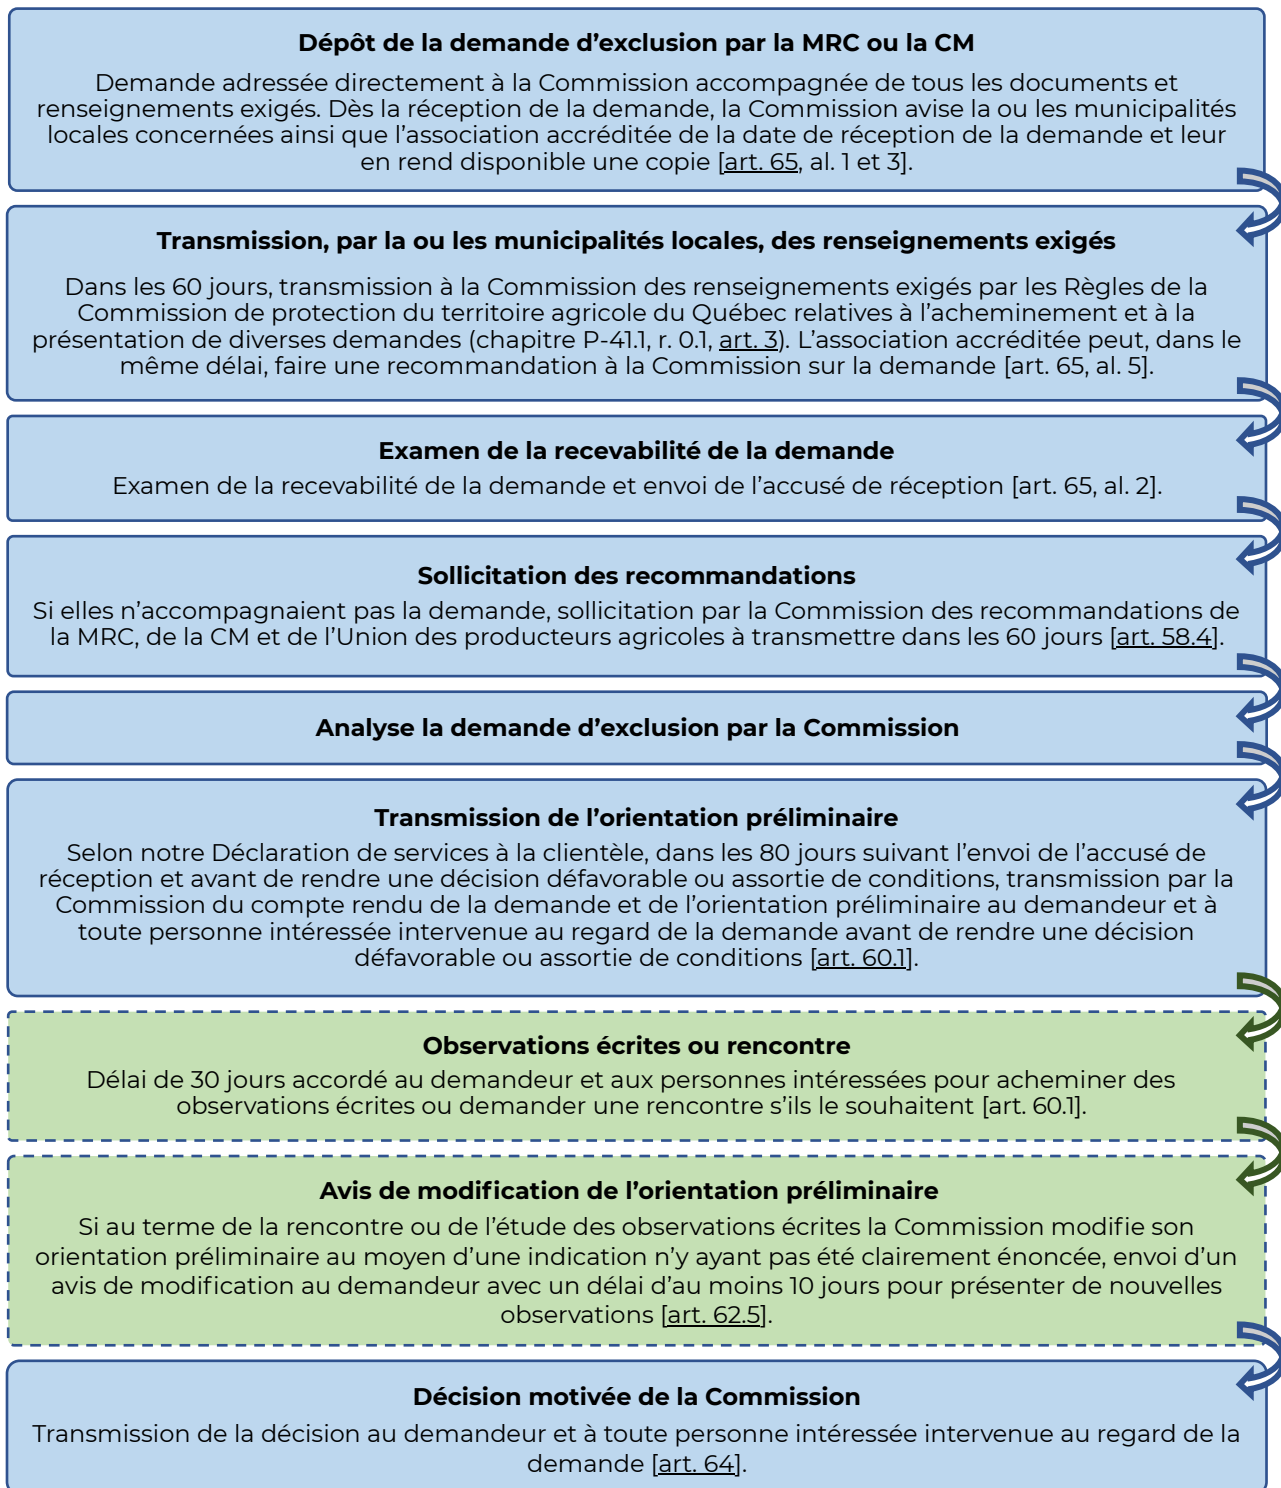 Dépôt de la demande d’exclusion par la MRC ou la CM
Demande adressée directement à la Commission accompagnée de tous les documents et
renseignements exigés. Dès la réception de la demande, la Commission avise la ou les municipalités
locales concernées ainsi que l’association accréditée de la date de réception de la demande et leur
en rend disponible une copie [art. 65, al. 1 et 3].
Transmission, par la ou les municipalités locales, des renseignements exigés
Dans les 60 jours, transmission à la Commission des renseignements exigés par les Règles de la
Commission de protection du territoire agricole du Québec relatives à l’acheminement et à la
présentation de diverses demandes (chapitre P-41.1, r. 0.1, art. 3). L’association accréditée peut, dans le
même délai, faire une recommandation à la Commission sur la demande [art. 65, al. 5].
Examen de la recevabilité de la demande
Examen de la recevabilité de la demande et envoi de l’accusé de réception [art. 65, al. 2].
Sollicitation des recommandations
Si elles n’accompagnaient pas la demande, sollicitation par la Commission des recommandations de
la MRC, de la CM et de l’Union des producteurs agricoles à transmettre dans les 60 jours [art. 58.4].
Analyse la demande d’exclusion par la Commission
Transmission de l’orientation préliminaire
Selon notre Déclaration de services à la clientèle, dans les 80 jours suivant l’envoi de l’accusé de
réception et avant de rendre une décision défavorable ou assortie de conditions, transmission par la
Commission du compte rendu de la demande et de l’orientation préliminaire au demandeur et à
toute personne intéressée intervenue au regard de la demande avant de rendre une décision
défavorable ou assortie de conditions [art. 60.1].
Observations écrites ou rencontre
Délai de 30 jours accordé au demandeur et aux personnes intéressées pour acheminer des
observations écrites ou demander une rencontre s’ils le souhaitent [art. 60.1].
Avis de modification de l’orientation préliminaire
Si au terme de la rencontre ou de l’étude des observations écrites la Commission modifie son
orientation préliminaire au moyen d’une indication n’y ayant pas été clairement énoncée, envoi d’un
avis de modification au demandeur avec un délai d’au moins 10 jours pour présenter de nouvelles
observations [art. 62.5].
Décision motivée de la Commission
Transmission de la décision au demandeur et à toute personne intéressée intervenue au regard de la
demande [art. 64].